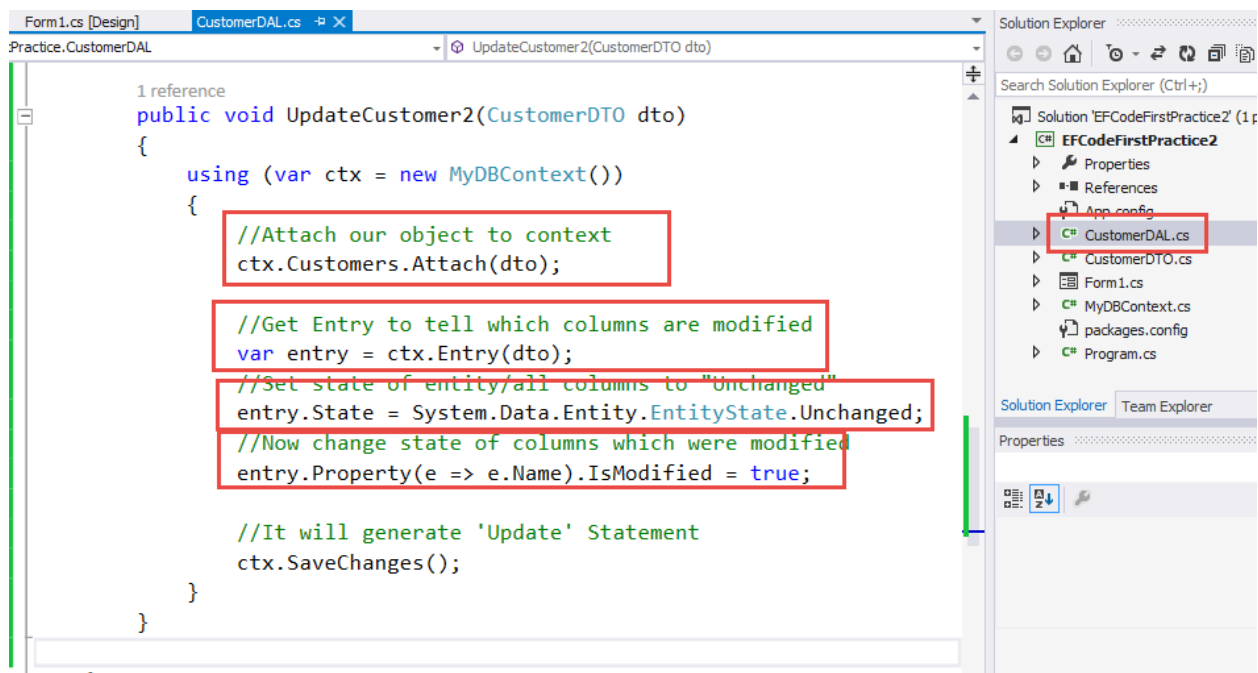 Form1.cs [Design]
CustomerDAL.cs
Practice.CustomerDAL
UpdateCustomer2(CustomerDTO dto)
1 reference
public void UpdateCustomer2(CustomerDTO dto)
{
using (var ctx = new MyDBContext())
{
//Attach our object to context
ctx.Customers.Attach(dto);
//Get Entry to tell which columns are modified
var entry = ctx.Entry(dto);
//Set state of entity/all columns to "Unchanged"
entry.State = System.Data.Entity.EntityState.Unchanged;
//Now change state of columns which were modified
entry.Property(e => e.Name).IsModified = true;
//It will generate 'Update' Statement
ctx.SaveChanges();
}
}
Solution Explorer
Search Solution Explorer (Ctrl+;)
Solution 'EFCodeFirstPractice2' (1 p
C# EFCodeFirstPractice2
Properties
References
App.config
C# CustomerDAL.cs
C# CustomerDTO.cs
Form1.cs
C# MyDBContext.cs
packages.config
C# Program.cs
Solution Explorer Team Explorer
Properties